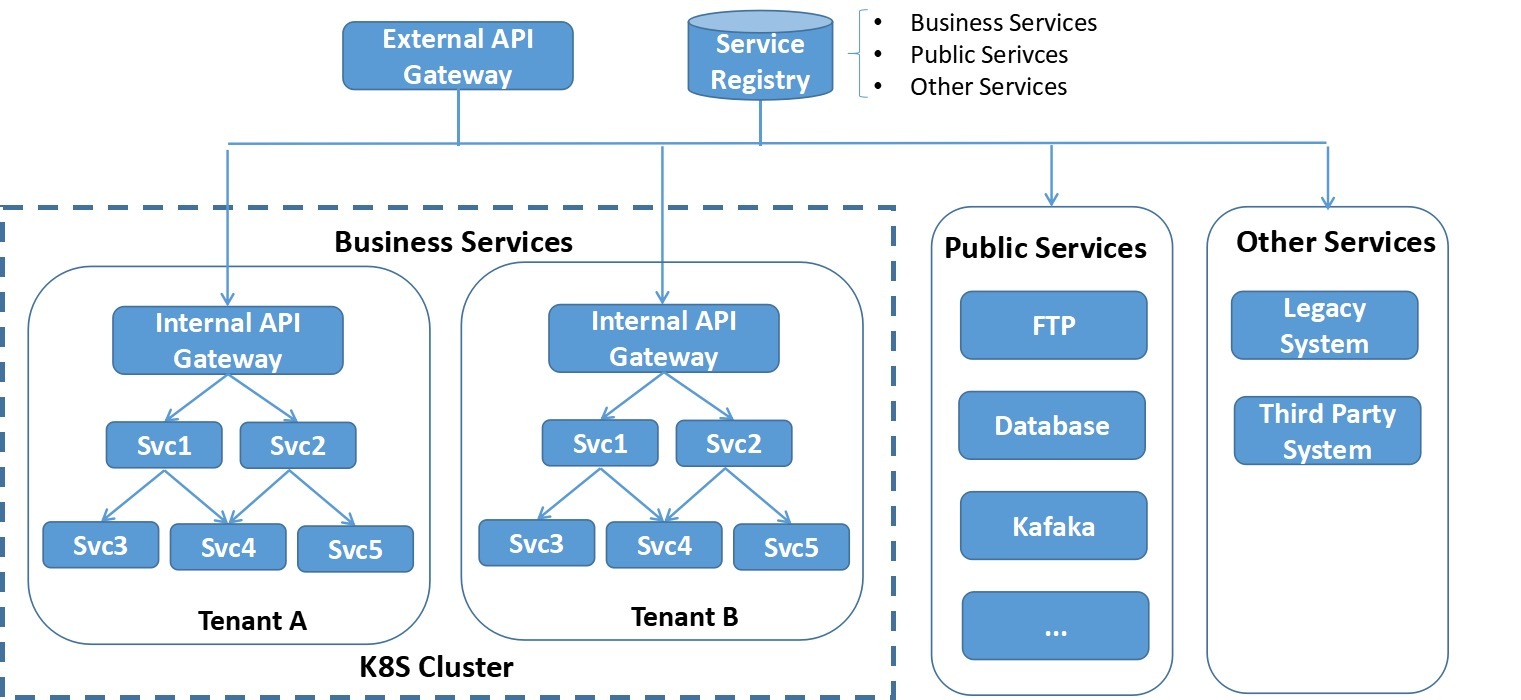 External API
Gateway
Service
Registry
• Business Services
• Public Serivces
• Other Services
Business Services
Internal API
Gateway
Svc1
Svc2
Svc3
Svc4
Svc5
Tenant A
Internal API
Gateway
Svc1
Svc2
Svc3
Svc4
Svc5
Tenant B
K8S Cluster
Public Services
FTP
Database
Kafaka
...
Other Services
Legacy
System
Third Party
System